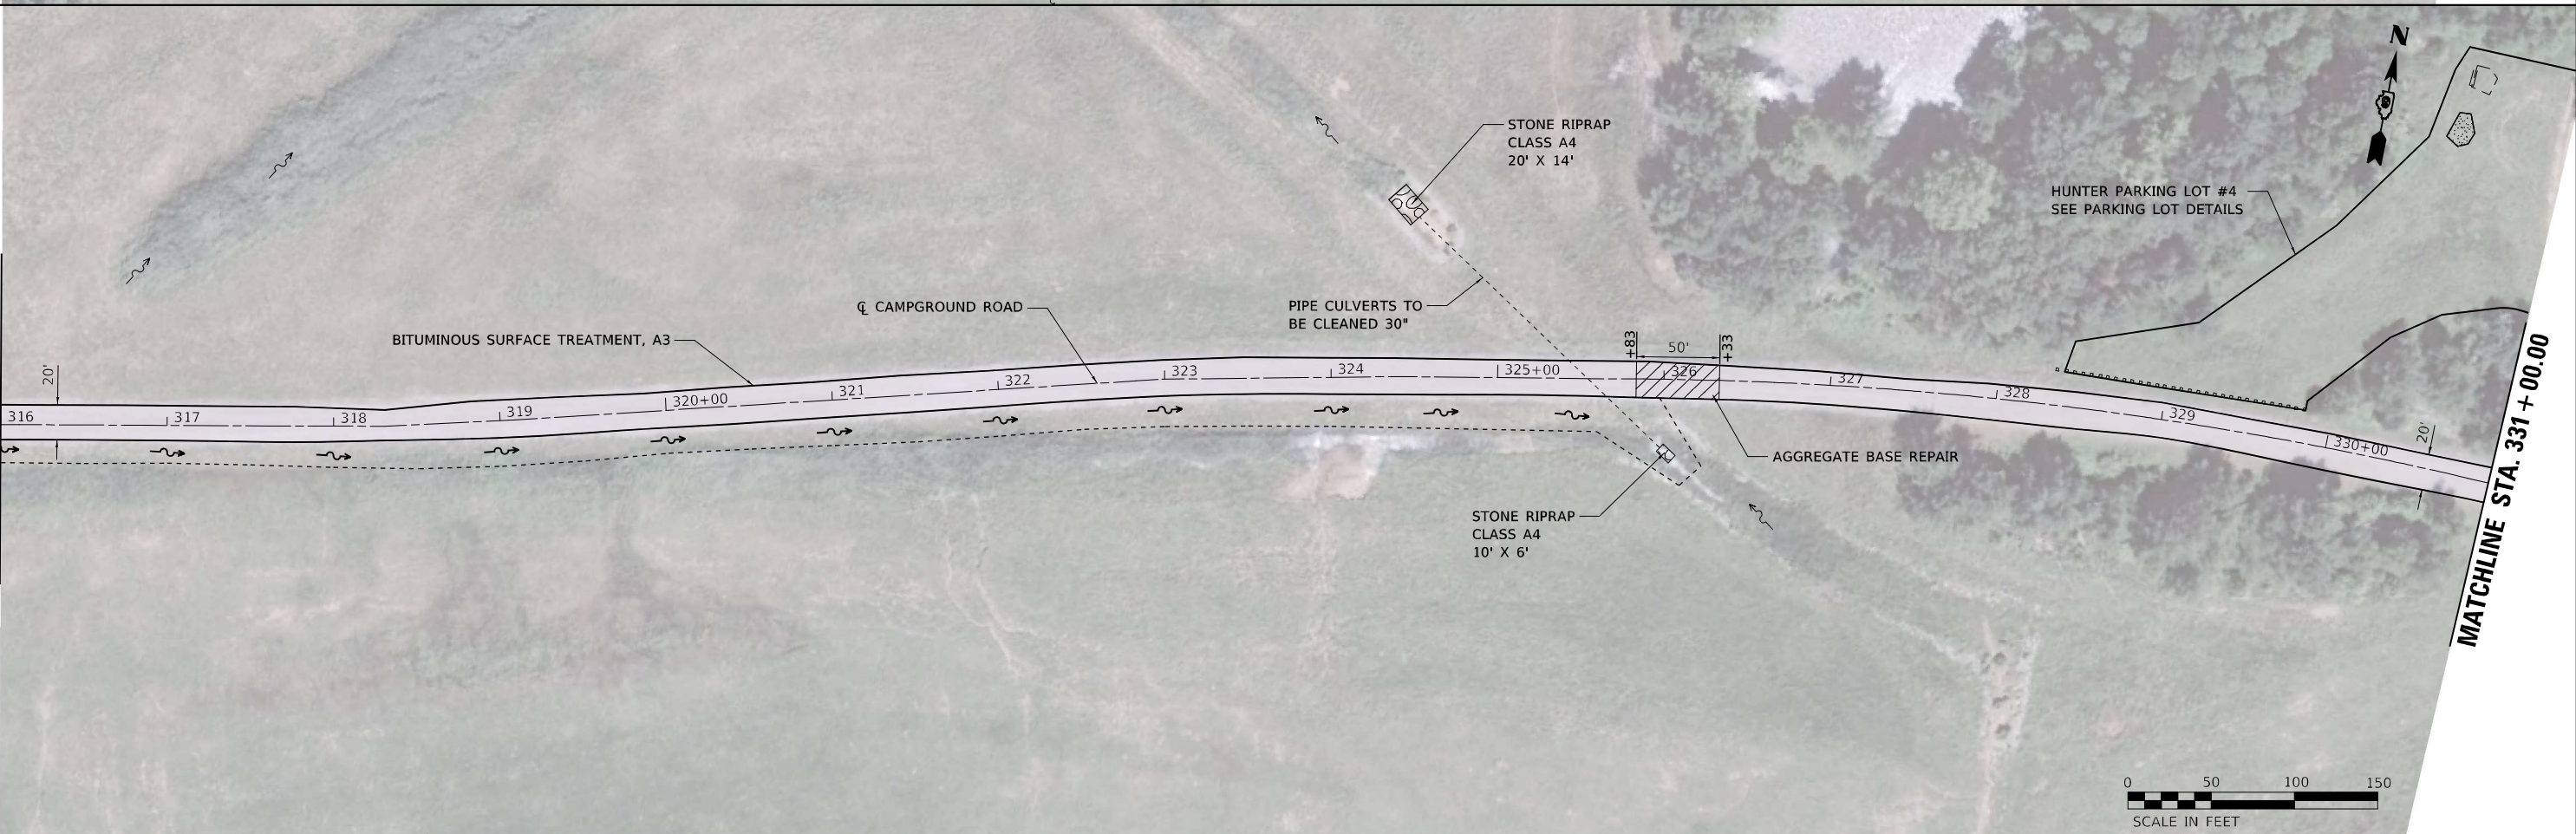 N
STONE RIPRAP
CLASS A4
20' X 14'
HUNTER PARKING LOT #4
SEE PARKING LOT DETAILS
℄ CAMPGROUND ROAD
PIPE CULVERTS TO
BE CLEANED 30"
BITUMINOUS SURFACE TREATMENT, A3
20'
+83
50'
+33
316
317
318
319
320+00
321
322
323
324
325+00
326
327
328
329
330+00
20'
MATCHLINE STA. 331+00.00
AGGREGATE BASE REPAIR
STONE RIPRAP
CLASS A4
10' X 6'
0 50 100 150
SCALE IN FEET